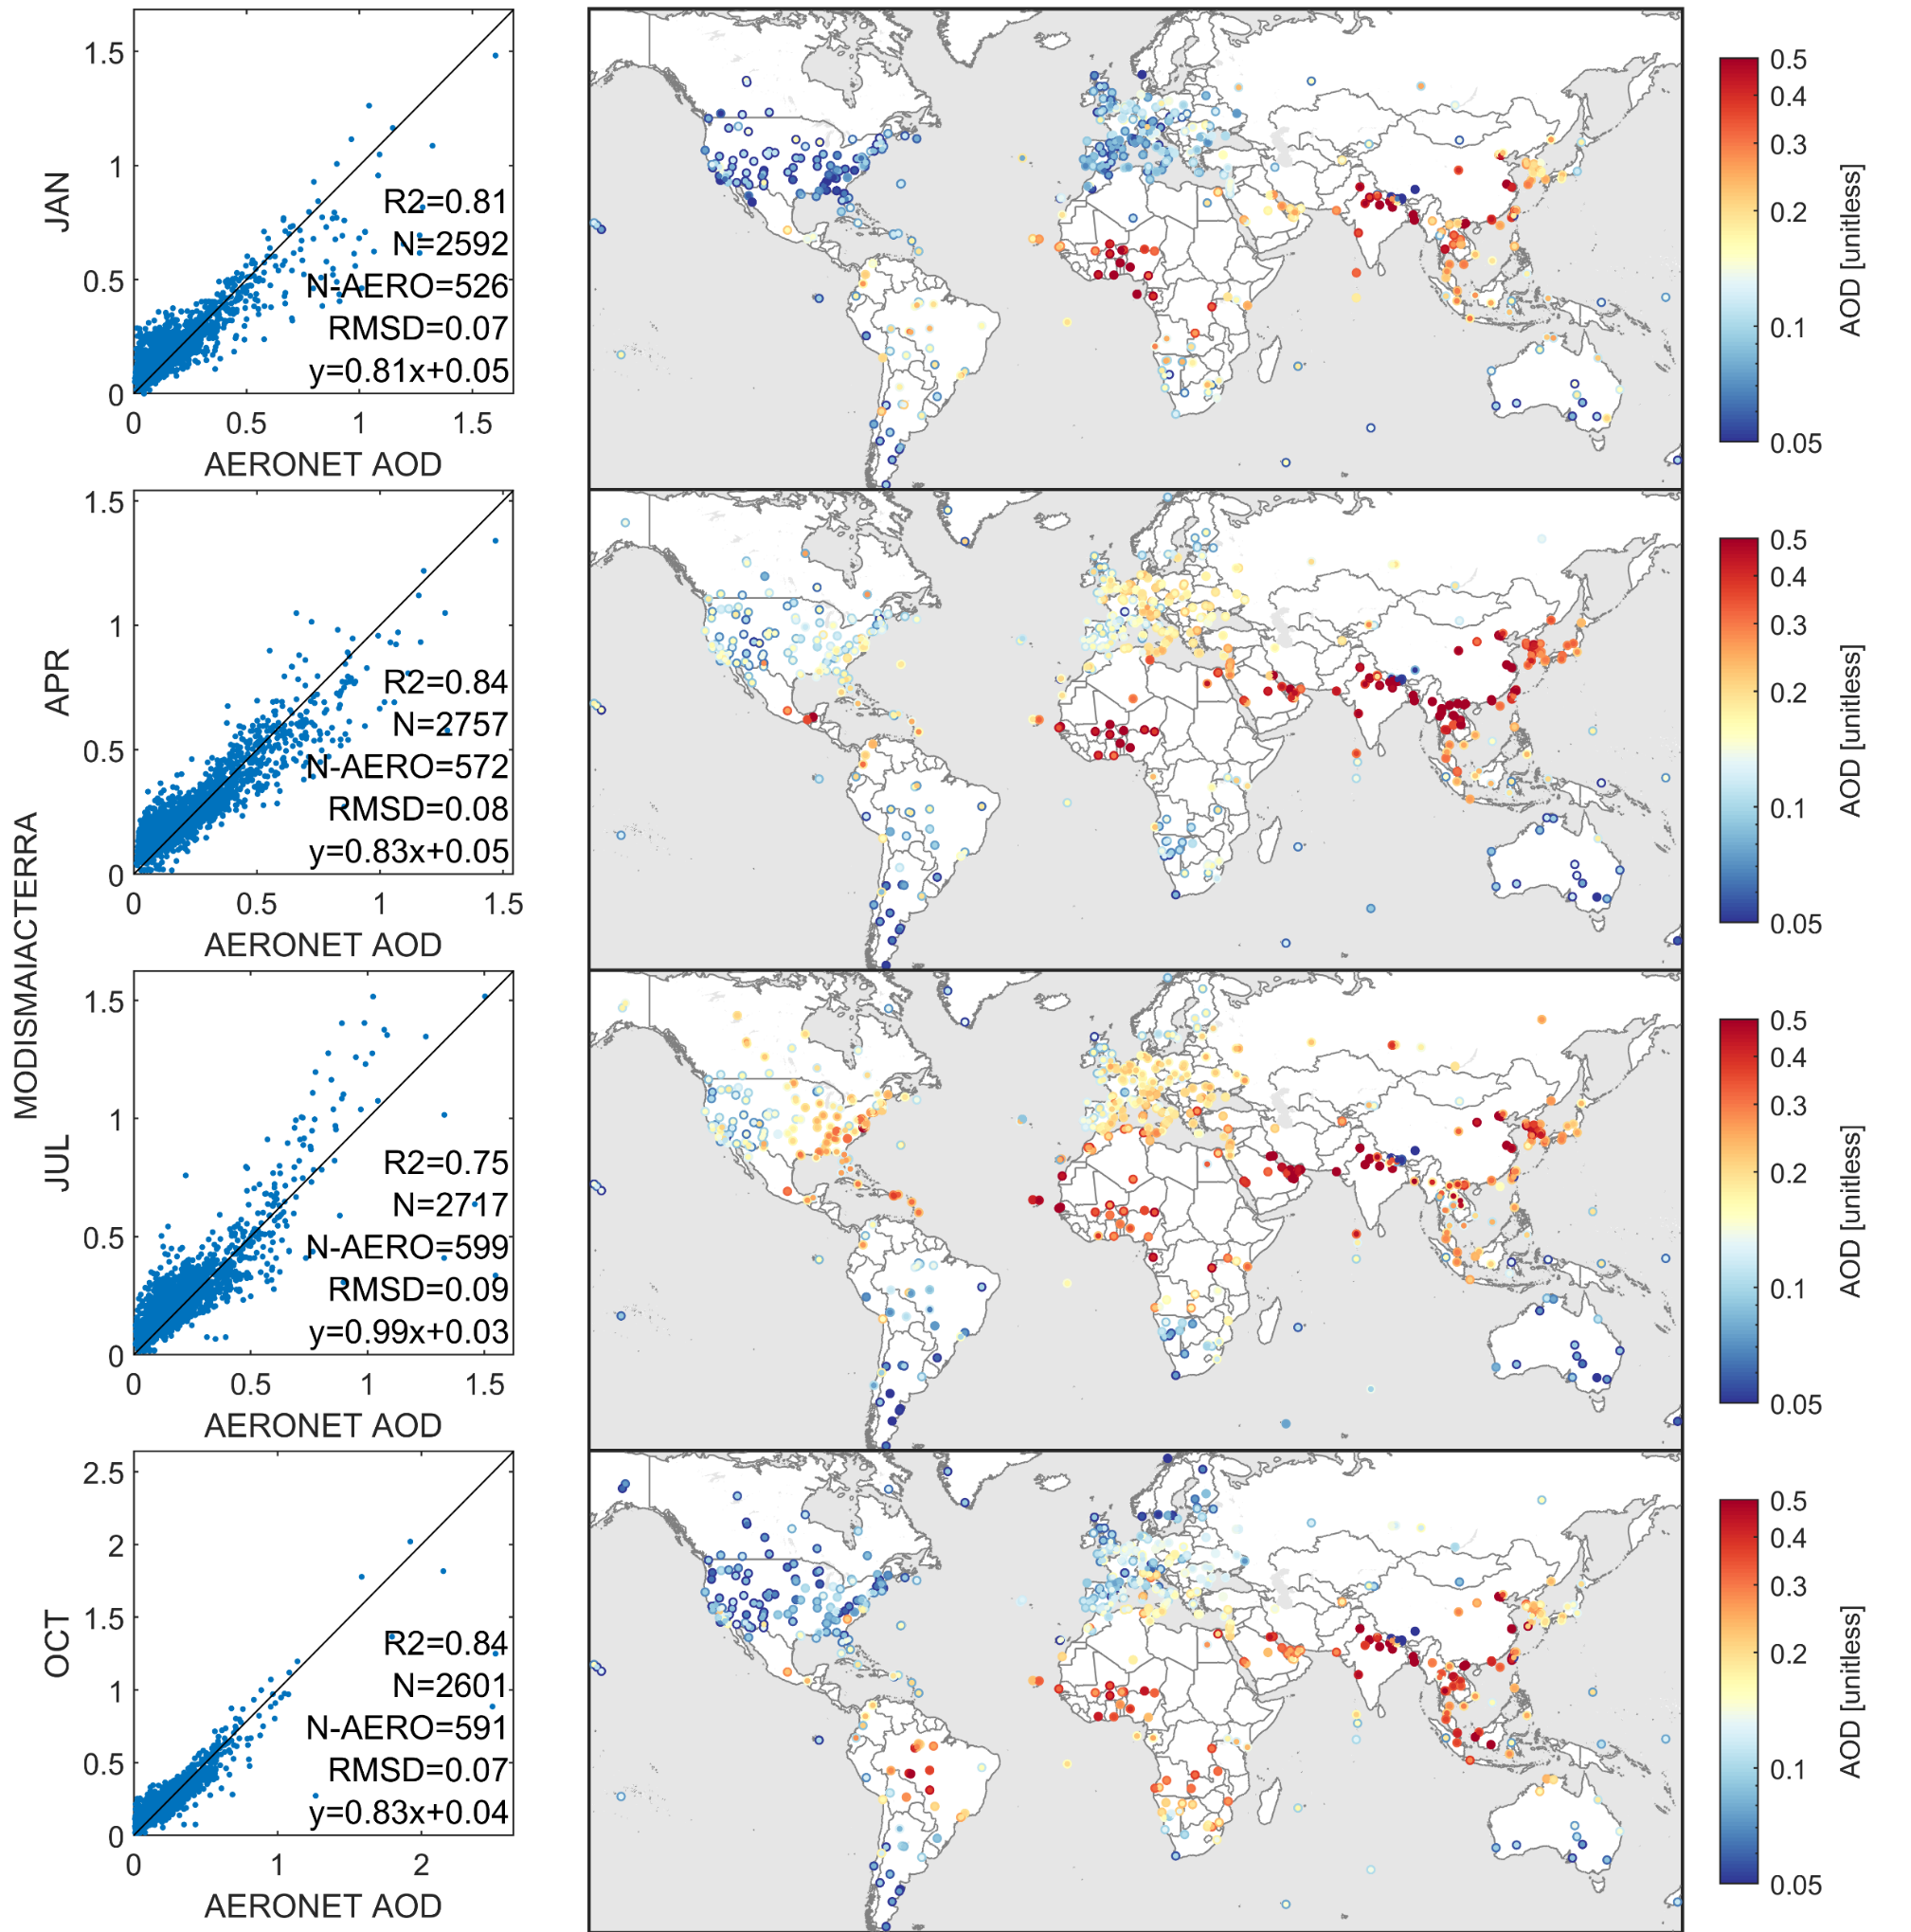 MODISMAIACTERRA
JAN
1.5
1
0.5
0
0
0.5
1
1.5
R2=0.81
N=2592
N-AERO=526
RMSD=0.07
y=0.81x+0.05
AERONET AOD
0.5
0.4
0.3
0.2
0.1
0.05
AOD [unitless]
APR
1.5
1
0.5
0
0
0.5
1
1.5
R2=0.84
N=2757
N-AERO=572
RMSD=0.08
y=0.83x+0.05
AERONET AOD
0.5
0.4
0.3
0.2
0.1
0.05
AOD [unitless]
JUL
1.5
1
0.5
0
0
0.5
1
1.5
R2=0.75
N=2717
N-AERO=599
RMSD=0.09
y=0.99x+0.03
AERONET AOD
0.5
0.4
0.3
0.2
0.1
0.05
AOD [unitless]
OCT
2.5
2
1.5
1
0.5
0
0
1
2
R2=0.84
N=2601
N-AERO=591
RMSD=0.07
y=0.83x+0.04
AERONET AOD
0.5
0.4
0.3
0.2
0.1
0.05
AOD [unitless]